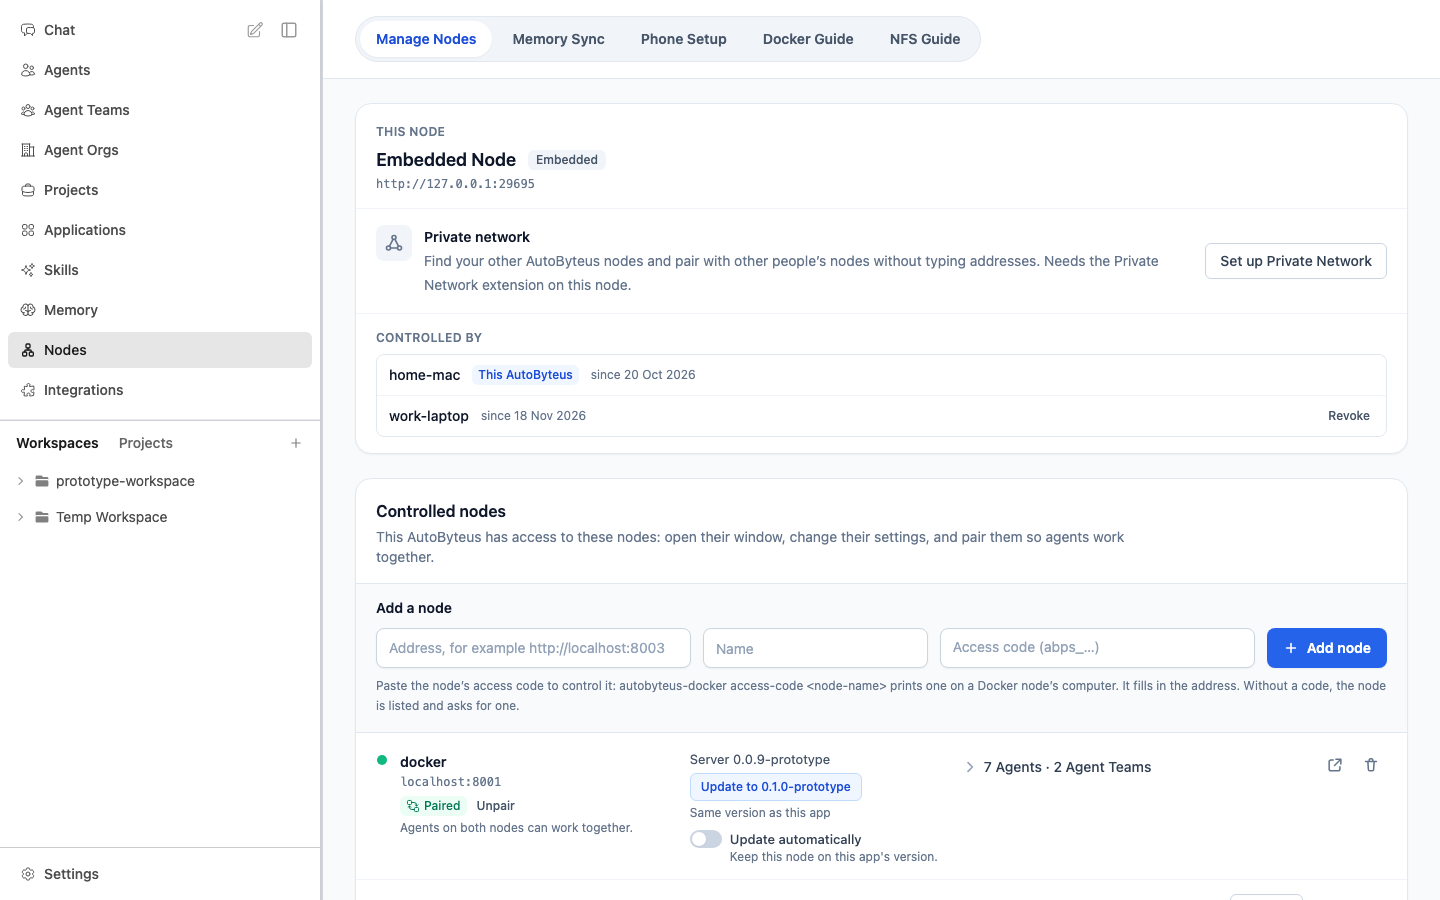 Chat
Agents
Agent Teams
Agent Orgs
Projects
Applications
Skills
Memory
Nodes
Integrations
Workspaces Projects
prototype-workspace
Temp Workspace
Settings
Manage Nodes Memory Sync Phone Setup Docker Guide NFS Guide
THIS NODE
Embedded Node Embedded
http://127.0.0.1:29695
Private network
Find your other AutoByteus nodes and pair with other people’s nodes without typing addresses. Needs the Private
Network extension on this node.
Set up Private Network
CONTROLLED BY
home-mac This AutoByteus since 20 Oct 2026
work-laptop since 18 Nov 2026 Revoke
Controlled nodes
This AutoByteus has access to these nodes: open their window, change their settings, and pair them so agents work
together.
Add a node
Address, for example http://localhost:8003 Name Access code (abps_...) Add node
Paste the node’s access code to control it: autobyteus-docker access-code <node-name> prints one on a Docker node’s computer. It fills in the address. Without a code, the node
is listed and asks for one.
docker
localhost:8001
Paired Unpair
Agents on both nodes can work together.
Server 0.0.9-prototype
Update to 0.1.0-prototype
Same version as this app
Update automatically
Keep this node on this app's version.
7 Agents · 2 Agent Teams